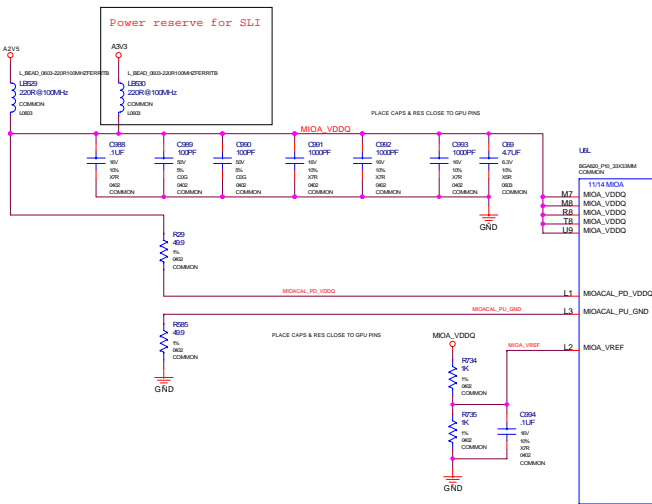 Power reserve for SLI
A2V5
A3V3
L_BEAD_0603-220R100MHZFERRITB
LB529
220R@100MHz
COMMON
L0603
L_BEAD_0603-220R100MHZFERRITB
LB530
220R@100MHz
COMMON
L0603
PLACE CAPS & RES CLOSE TO GPU PINS
MIOA_VDDQ
C988
.1UF
16V
10%
X7R
0402
COMMON
C989
100PF
50V
5%
C0G
0402
COMMON
C990
100PF
50V
5%
C0G
0402
COMMON
C991
1000PF
16V
10%
X7R
0402
COMMON
C992
1000PF
16V
10%
X7R
0402
COMMON
C993
1000PF
16V
10%
X7R
0402
COMMON
C69
4.7UF
6.3V
10%
X5R
0603
COMMON
GND
U5L
BGA820_P10_33X33MM
COMMON
11/14 MIOA
M7 MIOA_VDDQ
M8 MIOA_VDDQ
R8 MIOA_VDDQ
T8 MIOA_VDDQ
U9 MIOA_VDDQ
R29
49.9
1%
0402
COMMON
MIOACAL_PD_VDDQ
L1 MIOACAL_PD_VDDQ
MIOACAL_PU_GND
L3 MIOACAL_PU_GND
R585
49.9
1%
0402
COMMON
GND
PLACE CAPS & RES CLOSE TO GPU PINS
MIOA_VDDQ
MIOA_VREF
L2 MIOA_VREF
R734
1K
1%
0402
COMMON
R735
1K
1%
0402
COMMON
C994
.1UF
16V
10%
X7R
0402
COMMON
GND